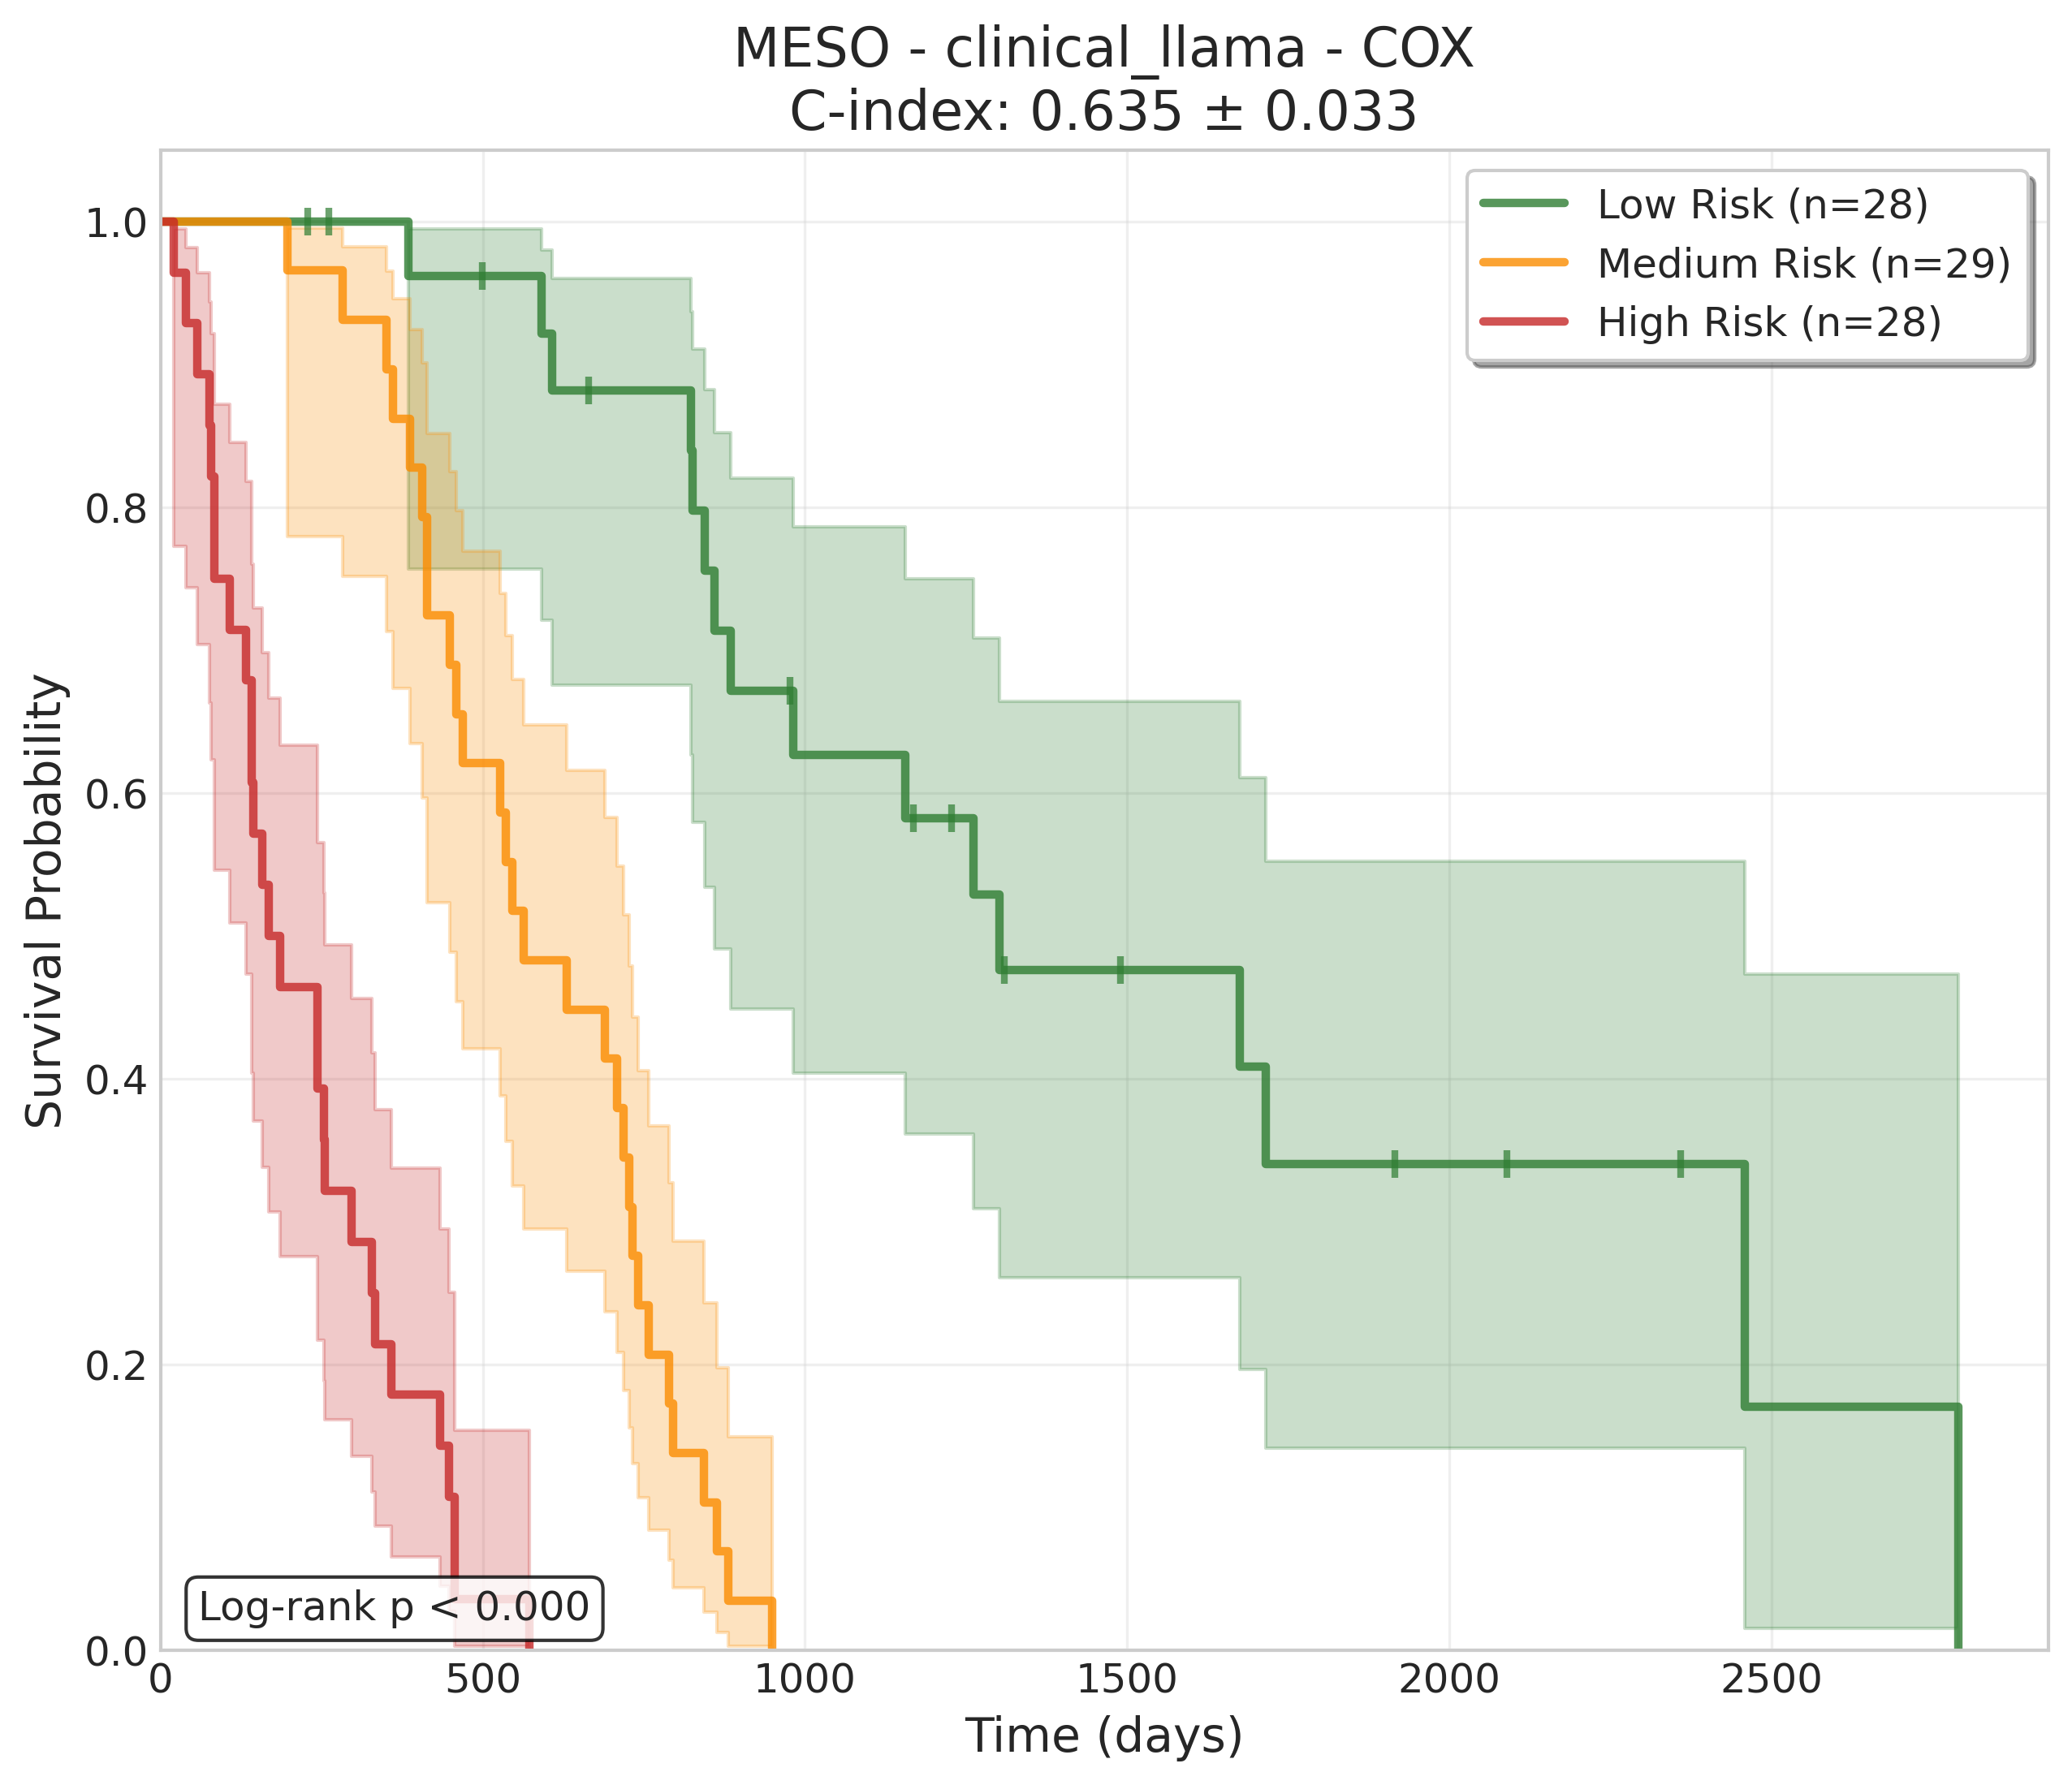 MESO - clinical_llama - COX
C-index: 0.635 ± 0.033
Low Risk (n=28)
Medium Risk (n=29)
High Risk (n=28)
Survival Probability
1.0
0.8
0.6
0.4
0.2
0.0
Log-rank p < 0.000
0 500 1000 1500 2000 2500
Time (days)